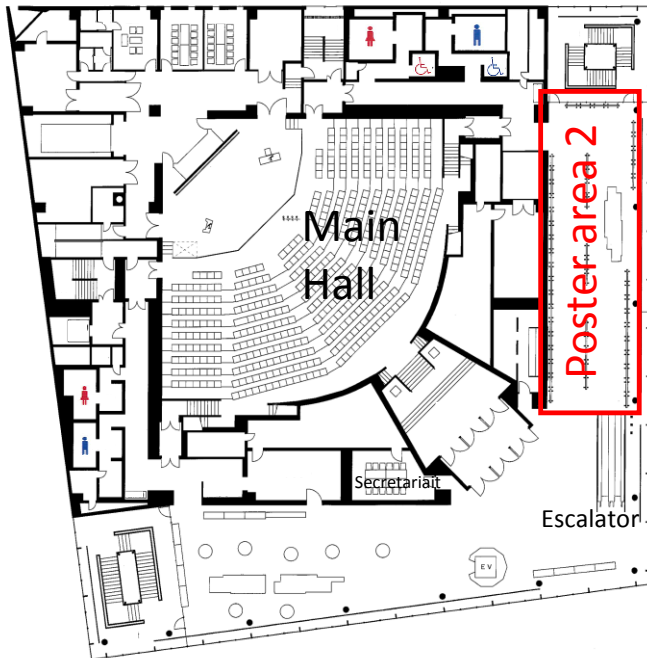 Poster area 2
Main
Hall
Secretariait
Escalator
EV